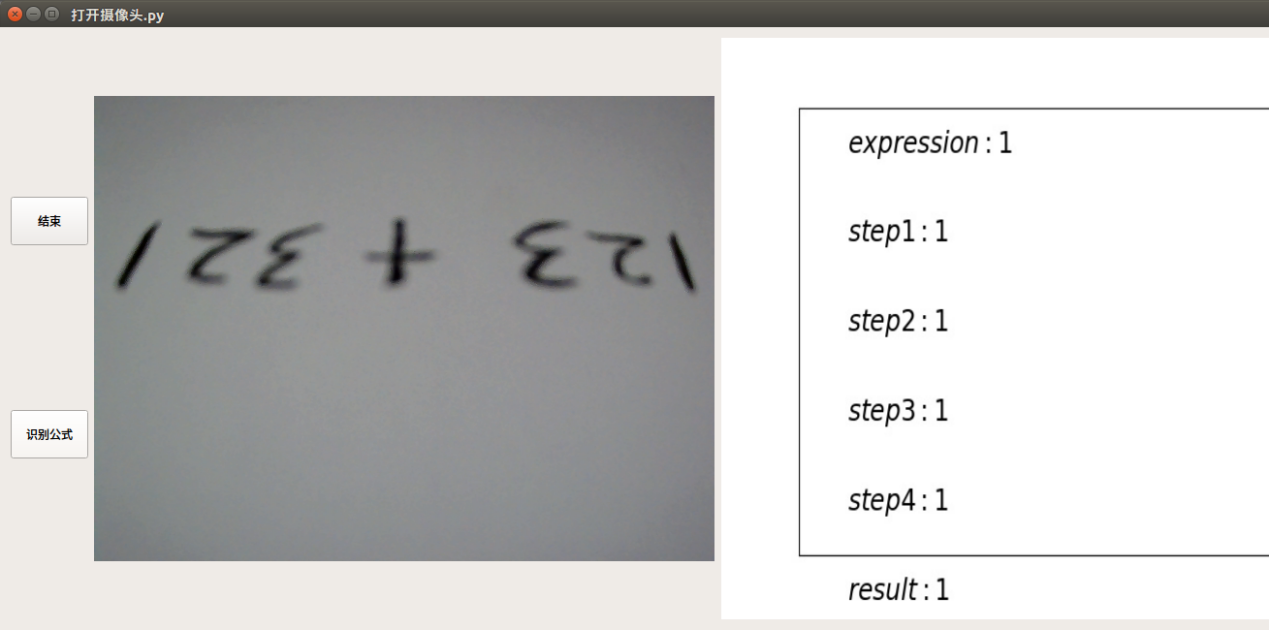 打开摄像头.py
结束
识别公式
123 + 321
expression : 1
step1 : 1
step2 : 1
step3 : 1
step4 : 1
result : 1